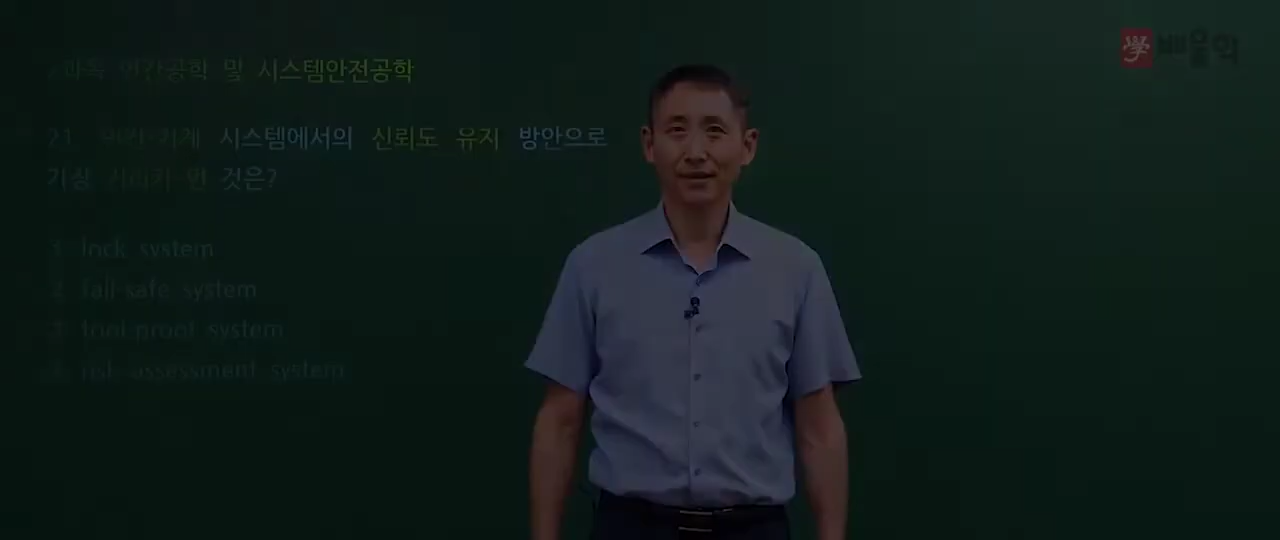 學 배울학
2과목 인간공학 및 시스템안전공학
21. 인간-기계 시스템에서의 신뢰도 유지 방안으로
가장 거리가 먼 것은?
1. lock system
2. fail-safe system
3. fool-proof system
4. risk assessment system